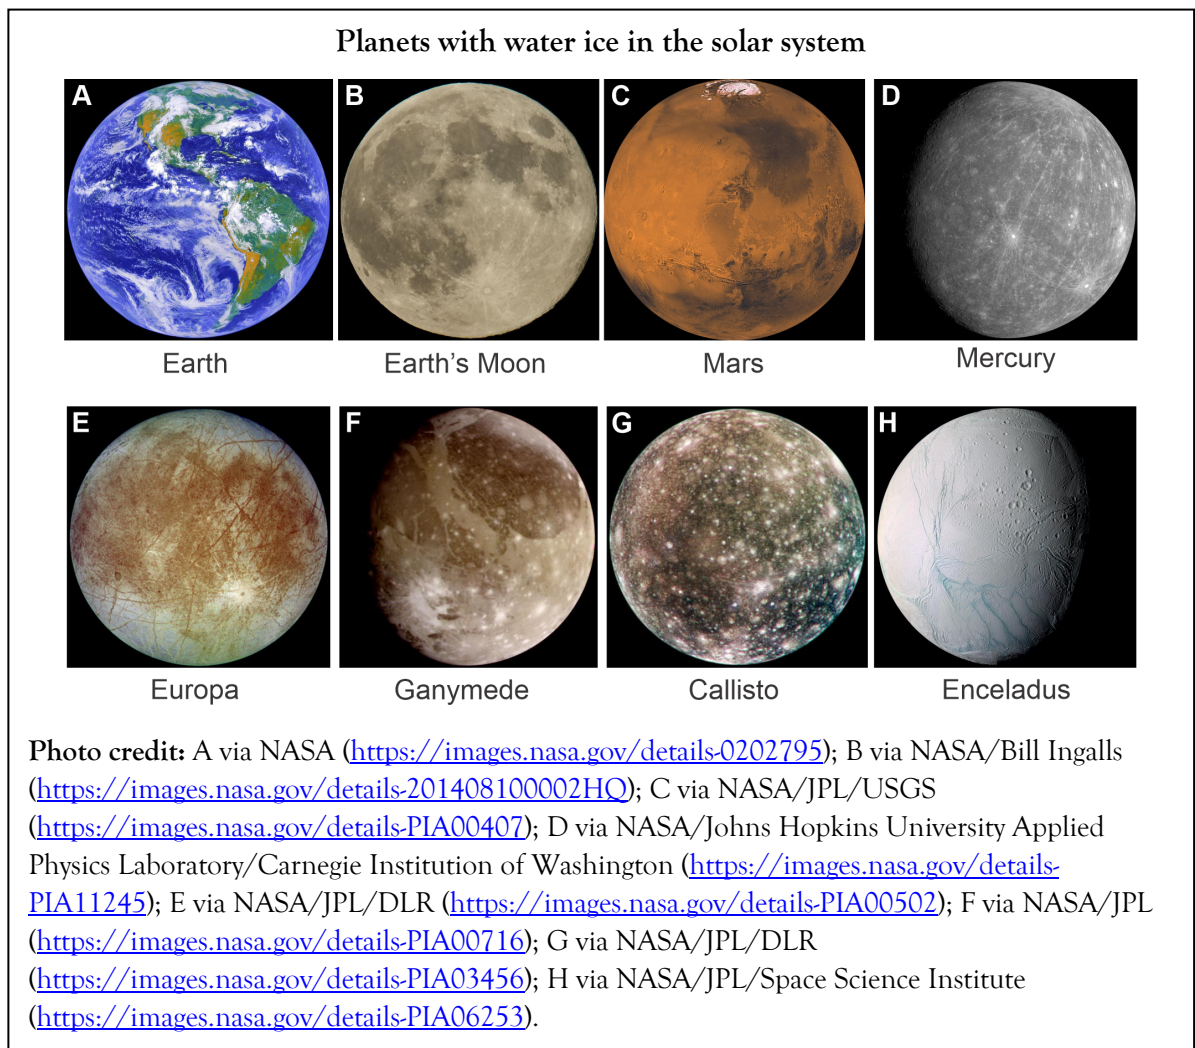 Planets with water ice in the solar system
A B C D
Earth Earth's Moon Mars Mercury
E F G H
Europa Ganymede Callisto Enceladus
Photo credit: A via NASA (https://images.nasa.gov/details-0202795); B via NASA/Bill Ingalls
(https://images.nasa.gov/details-201408100002HQ); C via NASA/JPL/USGS
(https://images.nasa.gov/details-PIA00407); D via NASA/Johns Hopkins University Applied
Physics Laboratory/Carnegie Institution of Washington (https://images.nasa.gov/details-
PIA11245); E via NASA/JPL/DLR (https://images.nasa.gov/details-PIA00502); F via NASA/JPL
(https://images.nasa.gov/details-PIA00716); G via NASA/JPL/DLR
(https://images.nasa.gov/details-PIA03456); H via NASA/JPL/Space Science Institute
(https://images.nasa.gov/details-PIA06253).